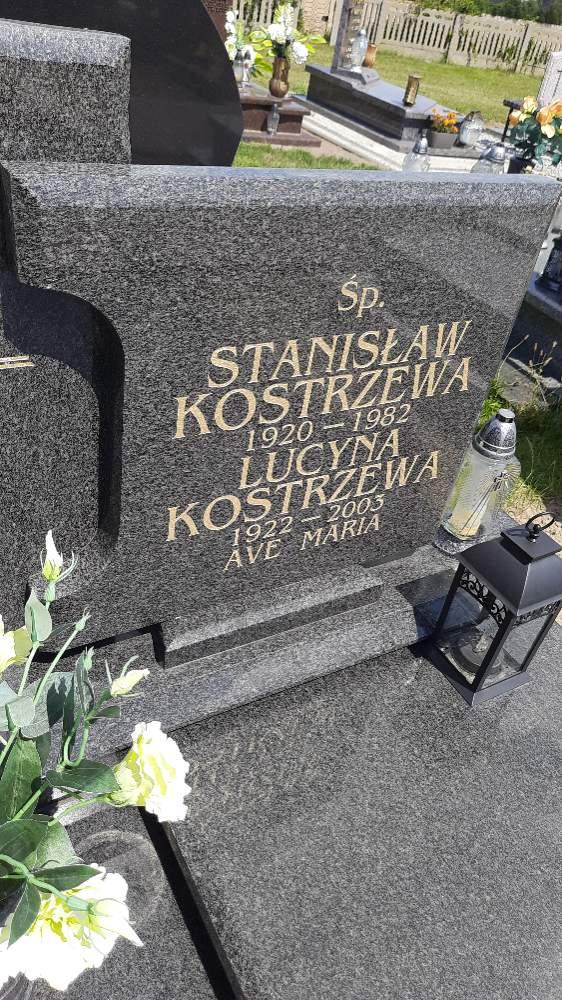 Śp.
STANISŁAW
KOSTRZEWA
1920 – 1982
LUCYNA
KOSTRZEWA
1922 – 2003
AVE MARIA